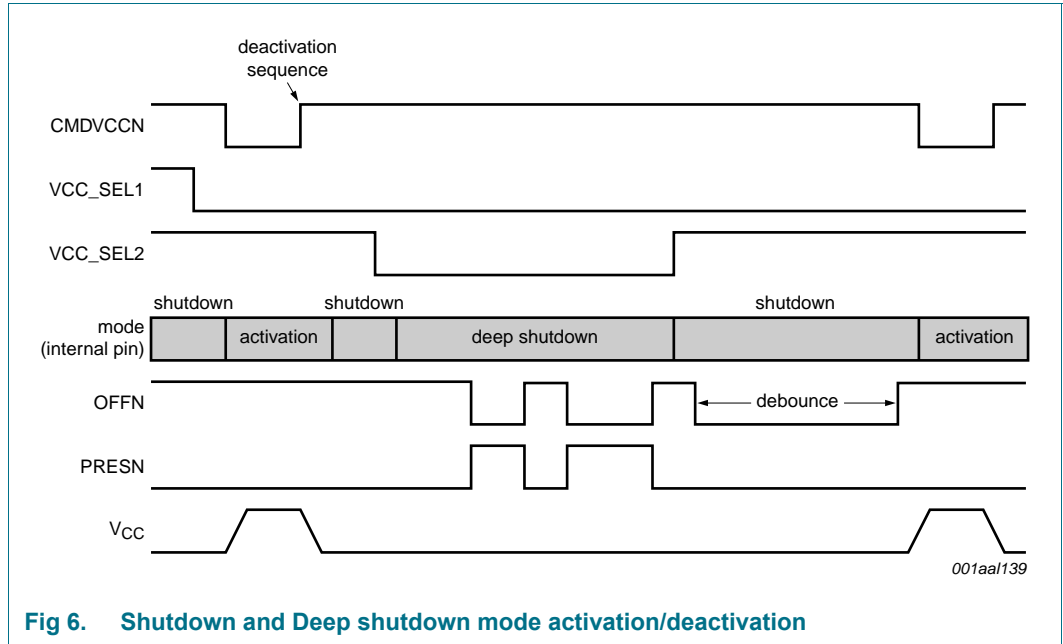 deactivation
sequence
CMDVCCN
VCC_SEL1
VCC_SEL2
shutdown
shutdown
shutdown
mode
(internal pin)
activation
deep shutdown
activation
OFFN
debounce
PRESN
VCC
001aal139
Fig 6. Shutdown and Deep shutdown mode activation/deactivation